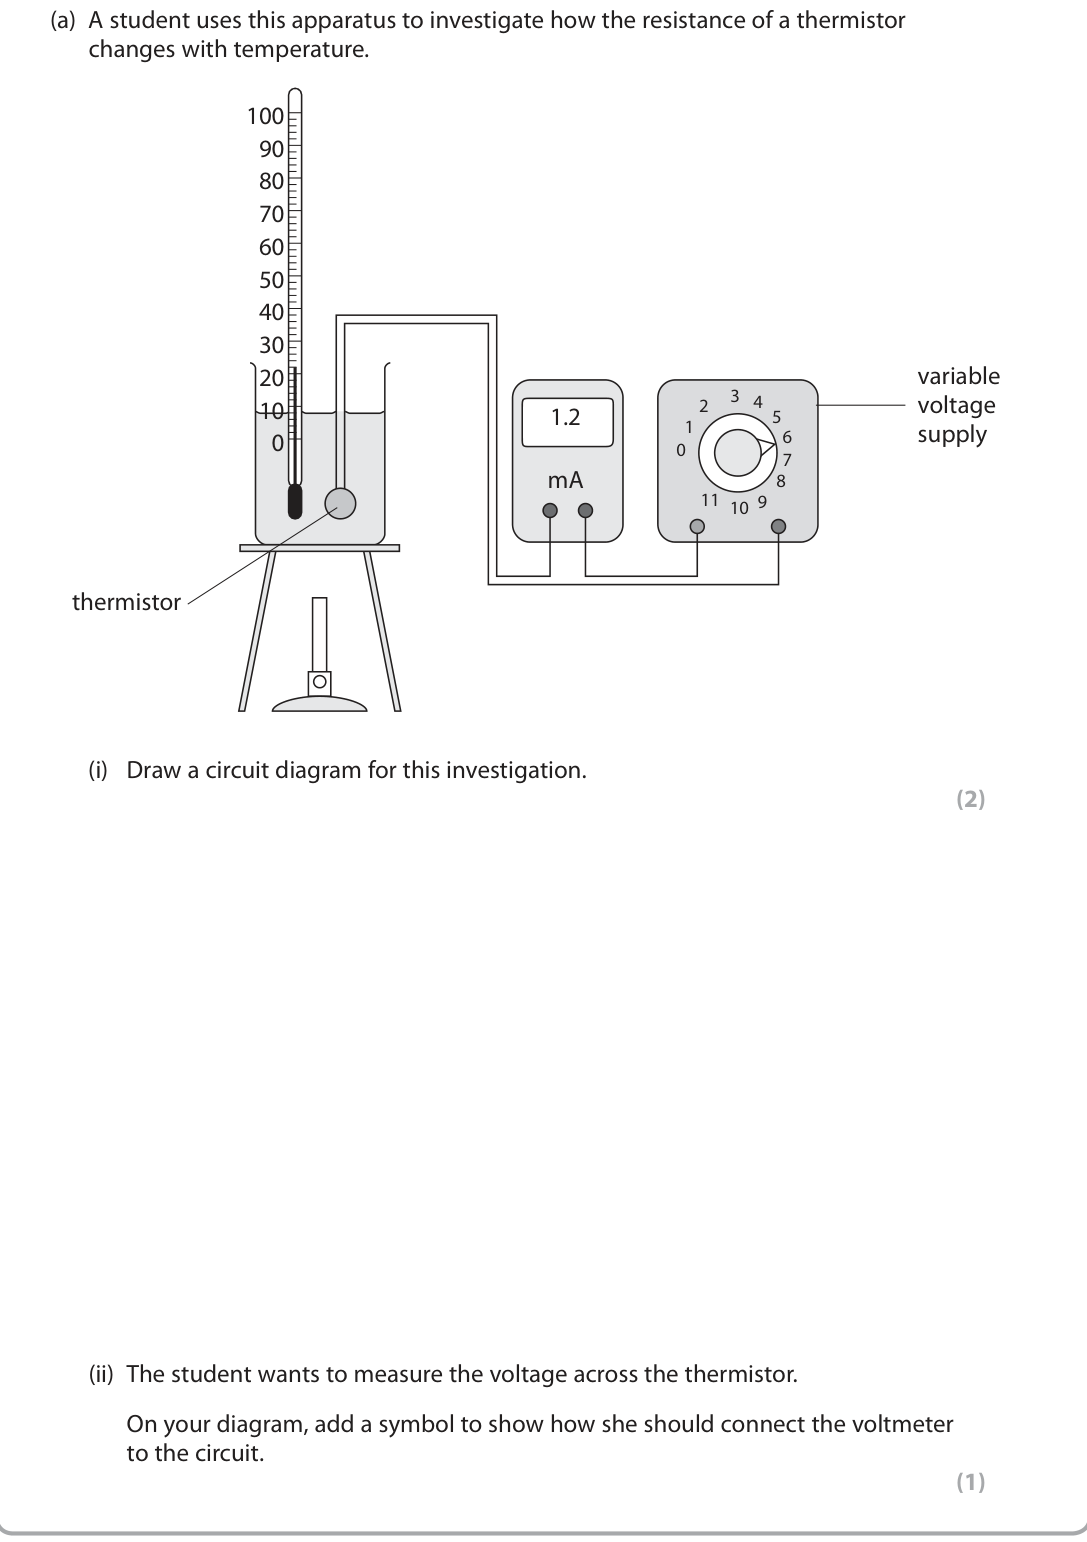 (a) A student uses this apparatus to investigate how the resistance of a thermistor
changes with temperature.
100
90
80
70
60
50
40
30
20
10
0
1.2
mA
0
1
2
3
4
5
6
7
8
9
10
11
variable
voltage
supply
thermistor
(i) Draw a circuit diagram for this investigation.
(2)
(ii) The student wants to measure the voltage across the thermistor.
On your diagram, add a symbol to show how she should connect the voltmeter
to the circuit.
(1)